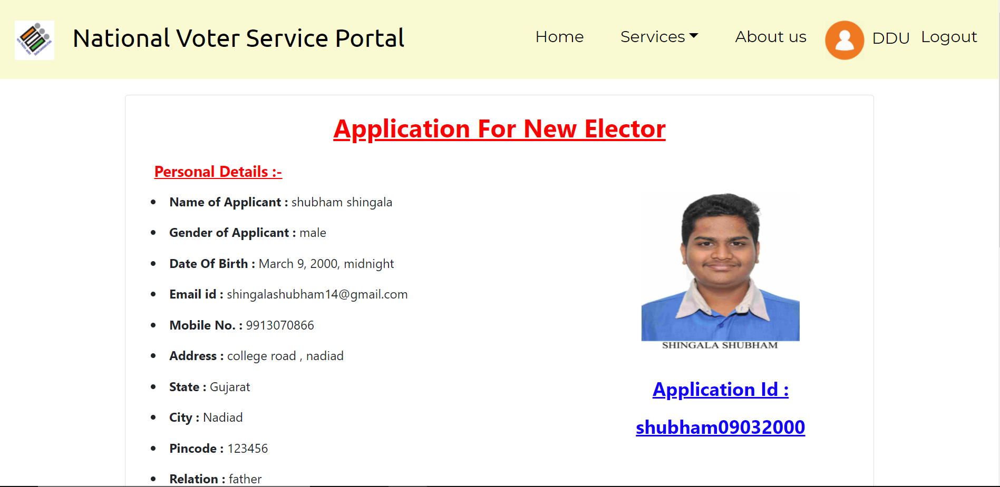 National Voter Service Portal
Home Services About us DDU Logout
Application For New Elector
Personal Details :-
Name of Applicant : shubham shingala
Gender of Applicant : male
Date Of Birth : March 9, 2000, midnight
Email id : shingalashubham14@gmail.com
Mobile No. : 9913070866
Address : college road , nadiad
State : Gujarat
City : Nadiad
Pincode : 123456
Relation : father
SHINGALA SHUBHAM
Application Id :
shubham09032000